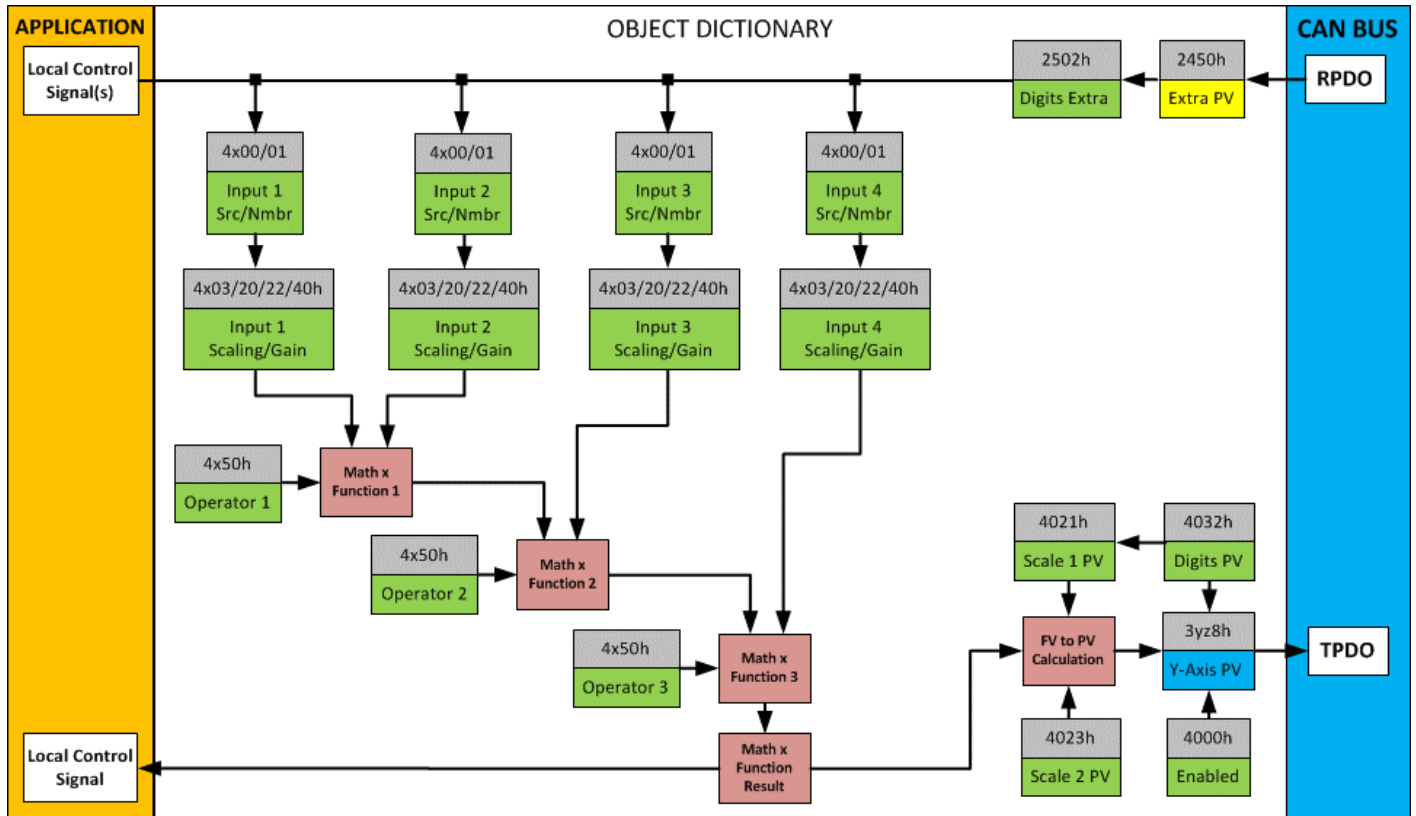 APPLICATION
OBJECT DICTIONARY
CAN BUS
Local Control
Signal(s)
2502h
Digits Extra
2450h
Extra PV
RPDO
4x00/01
Input 1
Src/Nmbr
4x00/01
Input 2
Src/Nmbr
4x00/01
Input 3
Src/Nmbr
4x00/01
Input 4
Src/Nmbr
4x03/20/22/40h
Input 1
Scaling/Gain
4x03/20/22/40h
Input 2
Scaling/Gain
4x03/20/22/40h
Input 3
Scaling/Gain
4x03/20/22/40h
Input 4
Scaling/Gain
4x50h
Operator 1
Math x
Function 1
4x50h
Operator 2
Math x
Function 2
4x50h
Operator 3
Math x
Function 3
4021h
Scale 1 PV
4032h
Digits PV
FV to PV
Calculation
3yz8h
Y-Axis PV
TPDO
4023h
Scale 2 PV
4000h
Enabled
Local Control
Signal
Math x
Function
Result